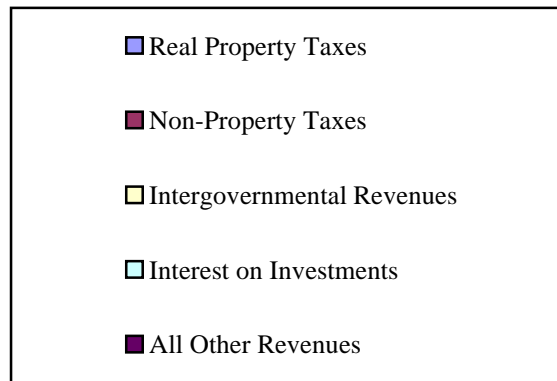 Real Property Taxes
Non-Property Taxes
Intergovernmental Revenues
Interest on Investments
All Other Revenues